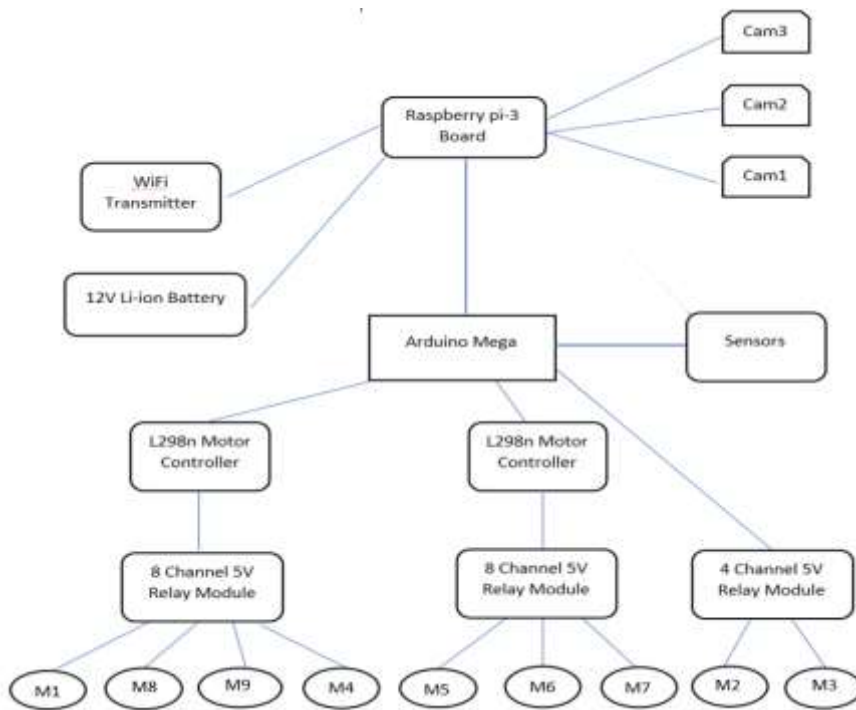 Cam3
Raspberry pi-3
Board
Cam2
Cam1
WiFi
Transmitter
12V Li-ion Battery
Arduino Mega
Sensors
L298n Motor
Controller
L298n Motor
Controller
8 Channel 5V
Relay Module
8 Channel 5V
Relay Module
4 Channel 5V
Relay Module
M1
M8
M9
M4
M5
M6
M7
M2
M3